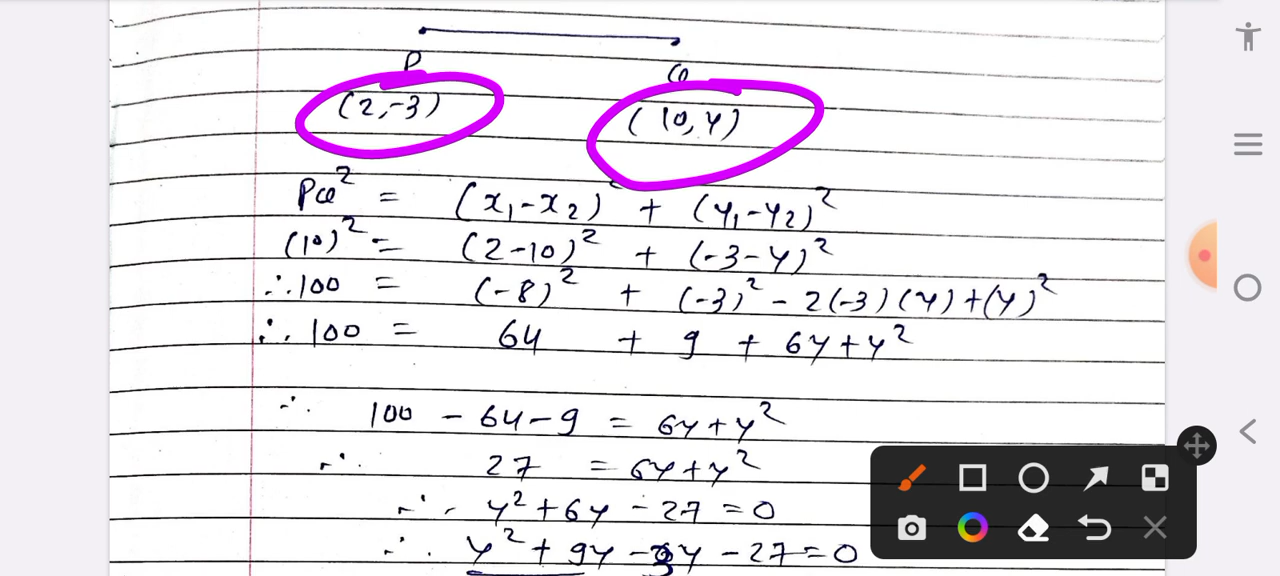 P Q
(2,-3) (10,y)
PQ² = (x₁-x₂)² + (y₁-y₂)²
(10)² = (2-10)² + (-3-y)²
∴100 = (-8)² + (-3)² - 2(-3)(y)+(y)²
∴ 100 = 64 + 9 + 6y+y²
∴ 100 - 64-9 = 6y+y²
∴ 27 = 6y+y²
∴ y²+6y-27=0
∴ y²+9y-3y-27=0